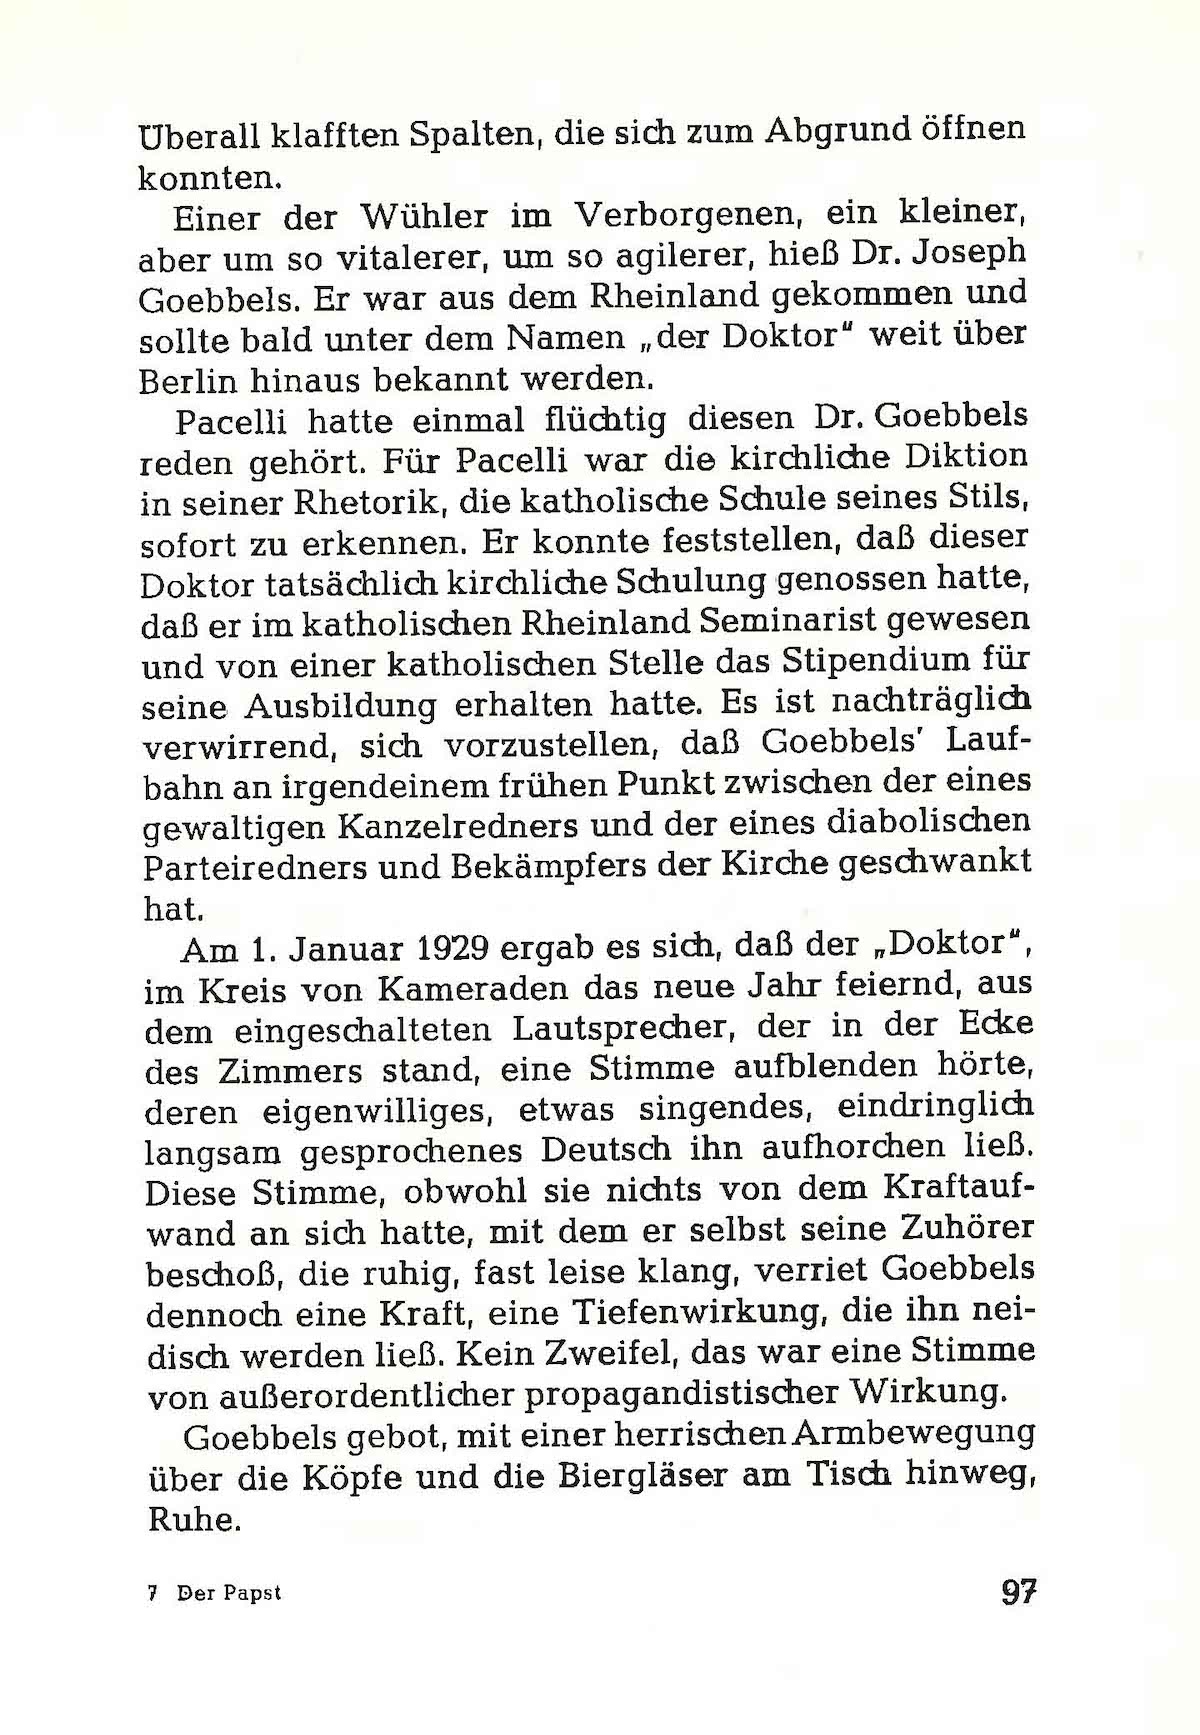 Uberall klafften Spalten, die sich zum Abgrund öffnen
konnten.
Einer der Wühler im Verborgenen, ein kleiner,
aber um so vitalerer, um so agilerer, hieß Dr. Joseph
Goebbels. Er war aus dem Rheinland gekommen und
sollte bald unter dem Namen „der Doktor“ weit über
Berlin hinaus bekannt werden.
Pacelli hatte einmal flüchtig diesen Dr. Goebbels
reden gehört. Für Pacelli war die kirchliche Diktion
in seiner Rhetorik, die katholische Schule seines Stils,
sofort zu erkennen. Er konnte feststellen, daß dieser
Doktor tatsächlich kirchliche Schulung genossen hatte,
daß er im katholischen Rheinland Seminarist gewesen
und von einer katholischen Stelle das Stipendium für
seine Ausbildung erhalten hatte. Es ist nachträglich
verwirrend, sich vorzustellen, daß Goebbels’ Lauf-
bahn an irgendeinem frühen Punkt zwischen der eines
gewaltigen Kanzelredners und der eines diabolischen
Parteiredners und Bekämpfers der Kirche geschwankt
hat.
Am 1. Januar 1929 ergab es sich, daß der „Doktor“,
im Kreis von Kameraden das neue Jahr feiernd, aus
dem eingeschalteten Lautsprecher, der in der Ecke
des Zimmers stand, eine Stimme aufblenden hörte,
deren eigenwilliges, etwas singendes, eindringlich
langsam gesprochenes Deutsch ihn aufhorchen ließ.
Diese Stimme, obwohl sie nichts von dem Kraftauf-
wand an sich hatte, mit dem er selbst seine Zuhörer
beschoß, die ruhig, fast leise klang, verriet Goebbels
dennoch eine Kraft, eine Tiefenwirkung, die ihn nei-
disch werden ließ. Kein Zweifel, das war eine Stimme
von außerordentlicher propagandistischer Wirkung.
Goebbels gebot, mit einer herrischen Armbewegung
über die Köpfe und die Biergläser am Tisch hinweg,
Ruhe.
7 Der Papst 97